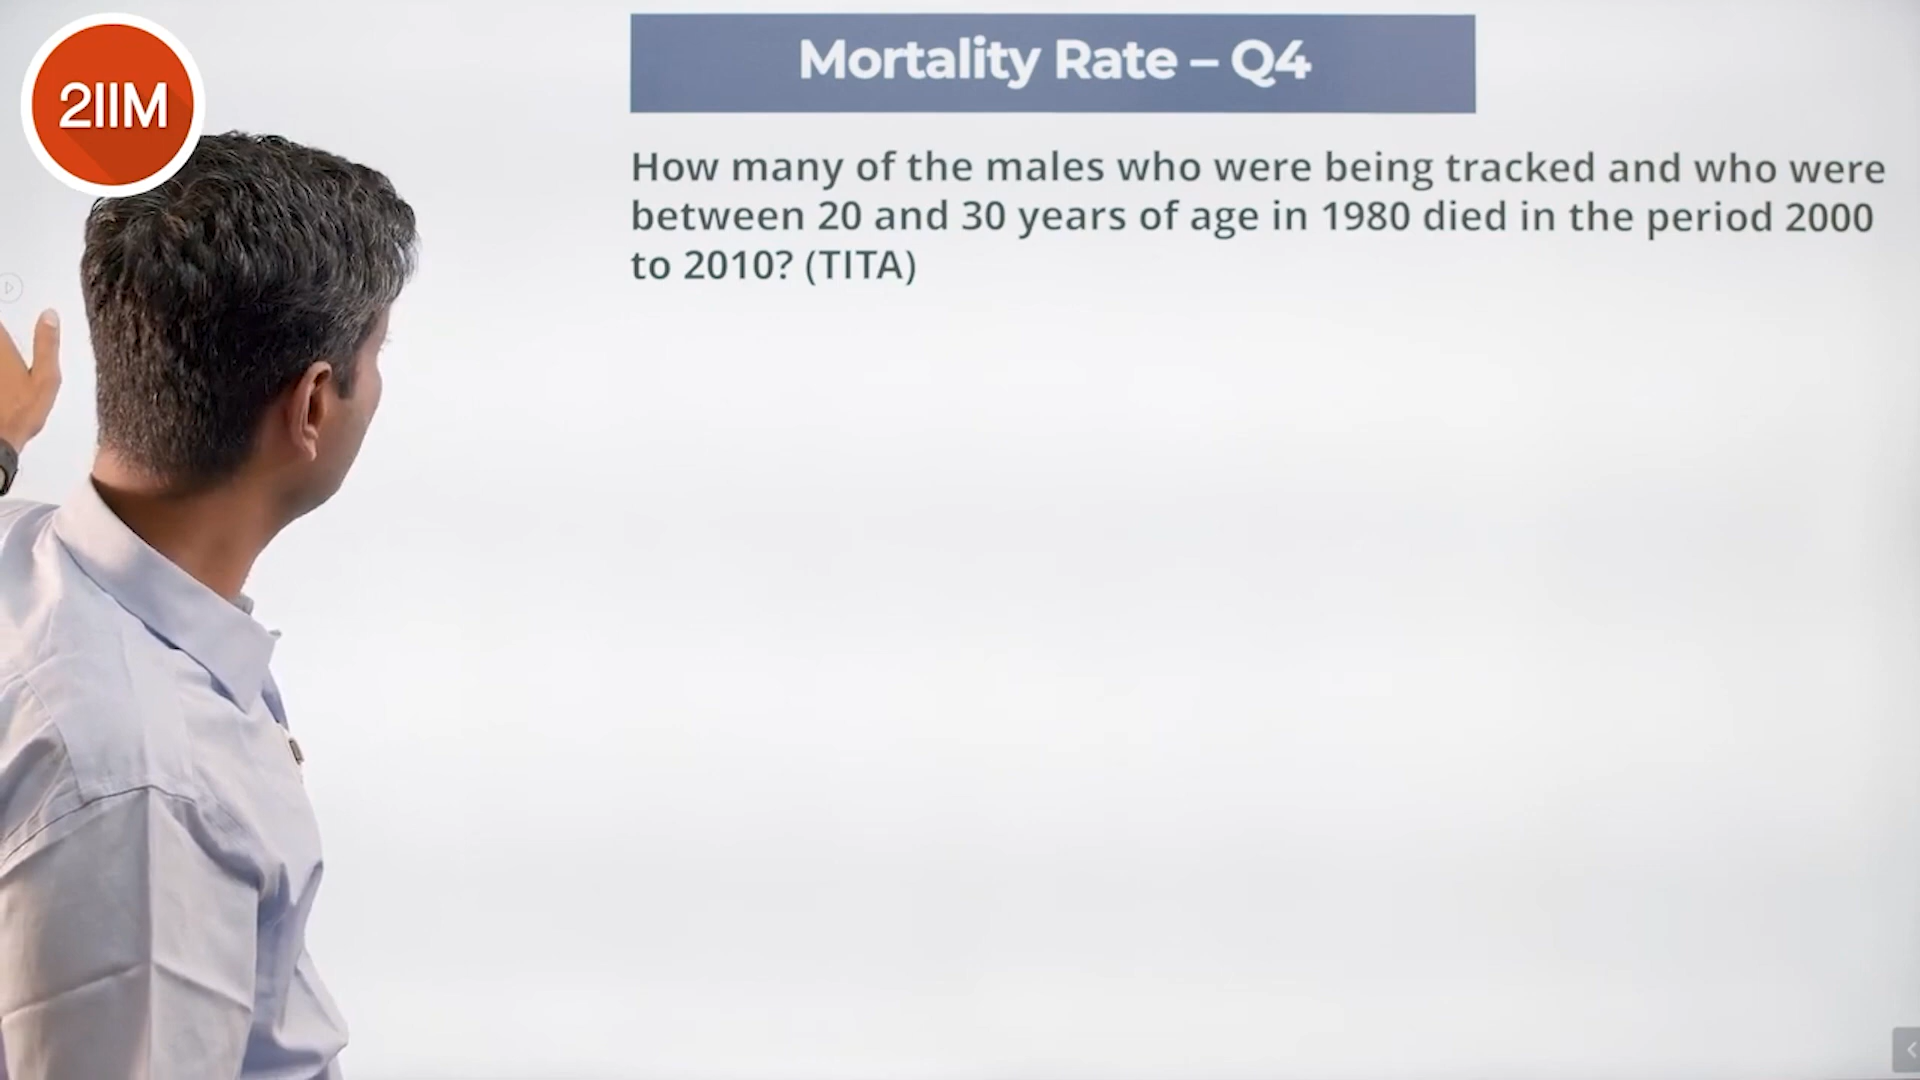 2IIM
Mortality Rate – Q4
How many of the males who were being tracked and who were
between 20 and 30 years of age in 1980 died in the period 2000
to 2010? (TITA)